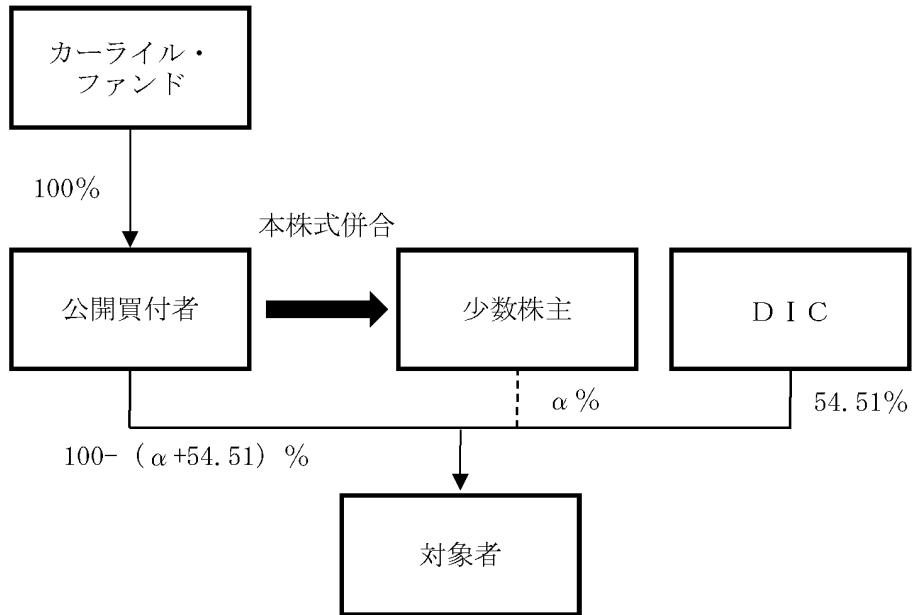 カーライル・
ファンド
100%
本株式併合
公開買付者
少数株主
ＤＩＣ
α%
54.51%
100-（α+54.51）%
対象者